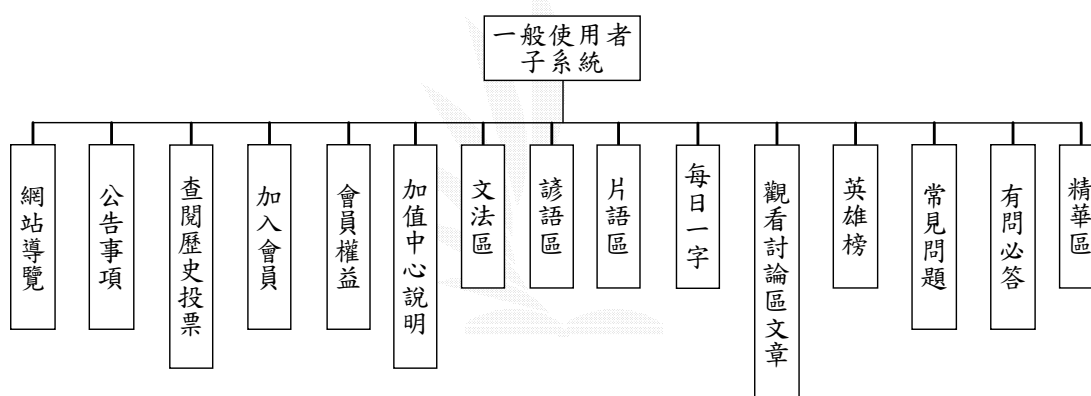 一般使用者
子系統
網站導覽
公告事項
查閱歷史投票
加入會員
會員權益
加值中心說明
文法區
諺語區
片語區
每日一字
觀看討論區文章
英雄榜
常見問題
有問必答
精華區